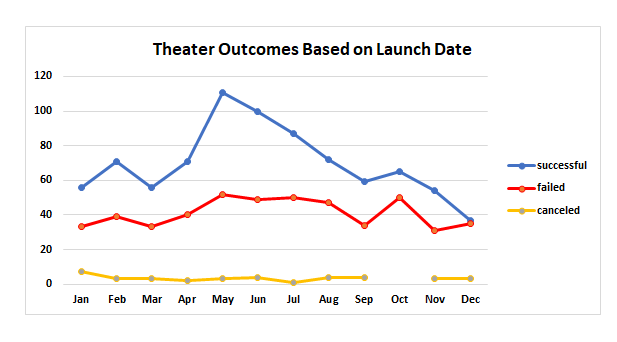 Theater Outcomes Based on Launch Date
120
100
80
60
40
20
0
Jan Feb Mar Apr May Jun Jul Aug Sep Oct Nov Dec
successful
failed
canceled